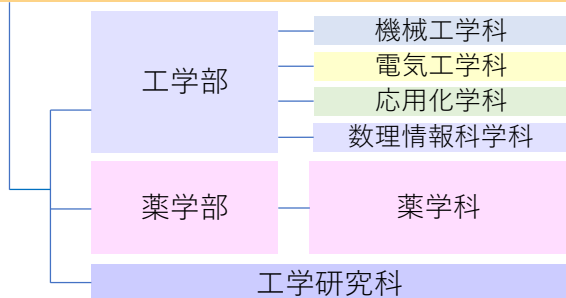 機械工学科
電気工学科
工学部
応用化学科
数理情報科学科
薬学部
薬学科
工学研究科